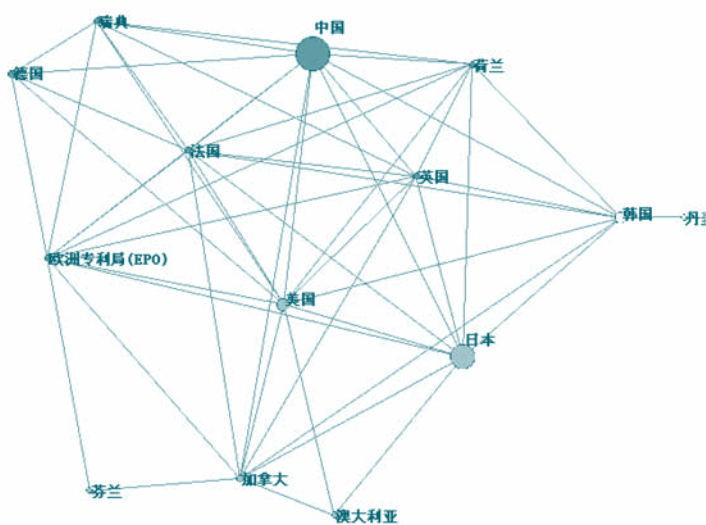 瑞典
中国
荷兰
德国
法国
英国
韩国
欧洲专利局(EPO)
美国
日本
加拿大
芬兰
澳大利亚